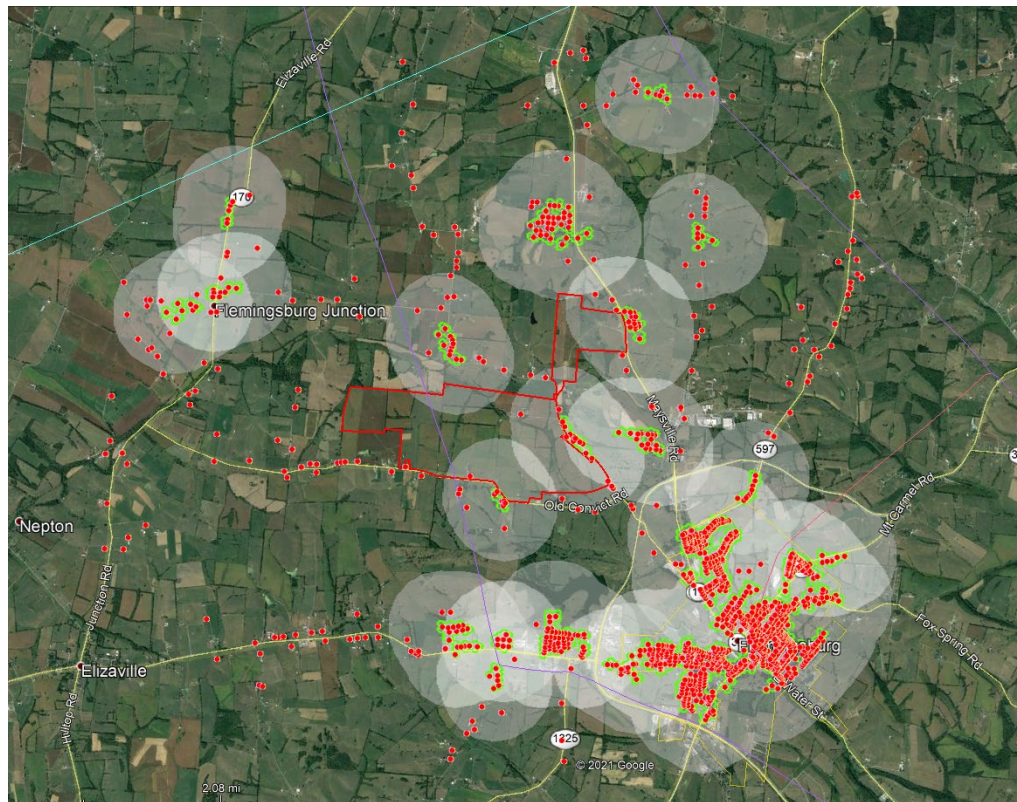 Elizaville Rd
170
Flemingsburg Junction
Maysville Rd
597
3
Mt Carmel Rd
Old Convict Rd
Nepton
Junction Rd
Fox Spring Rd
Elizaville
Water St
Hilltop Rd
1325
© 2021 Google
2.08 mi